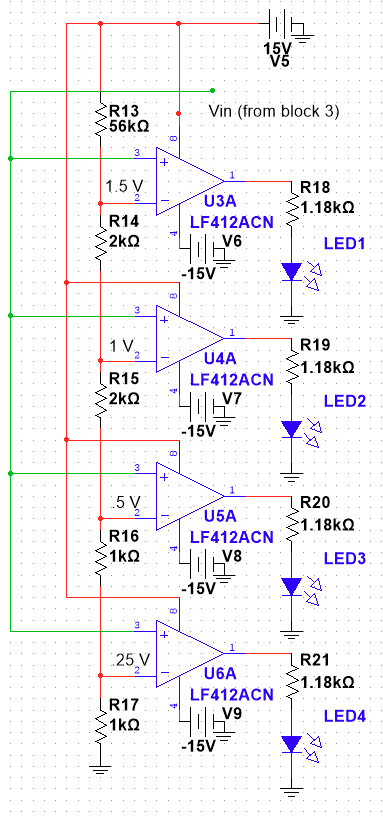 15V
V5
R13
56kΩ
Vin (from block 3)
8
3
+
1
1.5 V
2
−
U3A
LF412ACN
4
V6
-15V
R18
1.18kΩ
LED1
R14
2kΩ
8
3
+
1
1 V
2
−
U4A
LF412ACN
4
V7
-15V
R19
1.18kΩ
LED2
R15
2kΩ
8
3
+
1
.5 V
2
−
U5A
LF412ACN
4
V8
-15V
R20
1.18kΩ
LED3
R16
1kΩ
8
3
+
1
.25 V
2
−
U6A
LF412ACN
4
V9
-15V
R21
1.18kΩ
LED4
R17
1kΩ